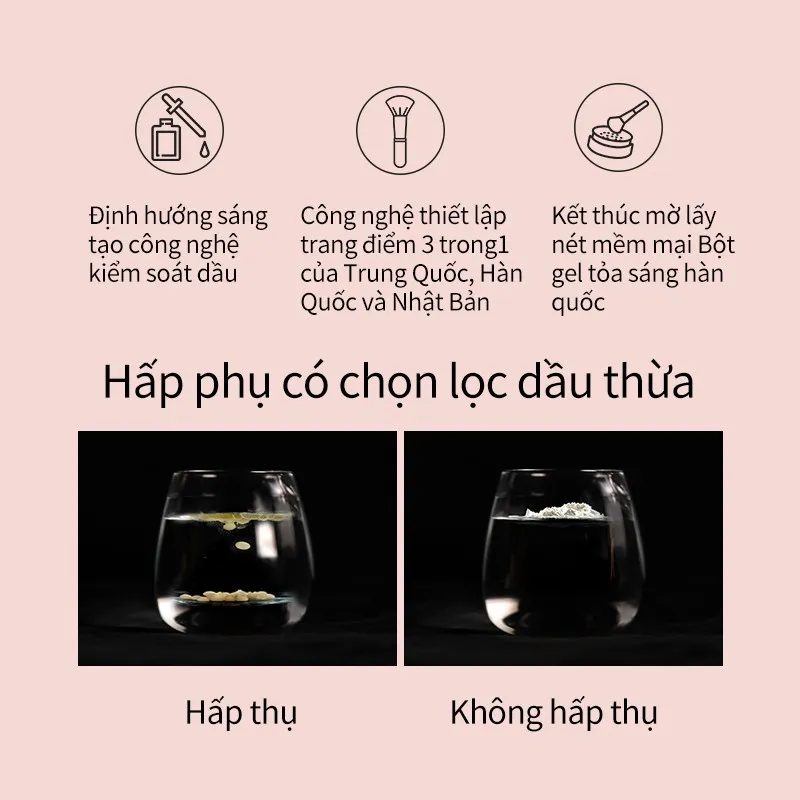 Định hướng sáng
tạo công nghệ
kiểm soát dầu
Công nghệ thiết lập
trang điểm 3 trong1
của Trung Quốc, Hàn
Quốc và Nhật Bản
Kết thúc mờ lấy
nét mềm mại Bột
gel tỏa sáng hàn
quốc
Hấp phụ có chọn lọc dầu thừa
Hấp thụ
Không hấp thụ